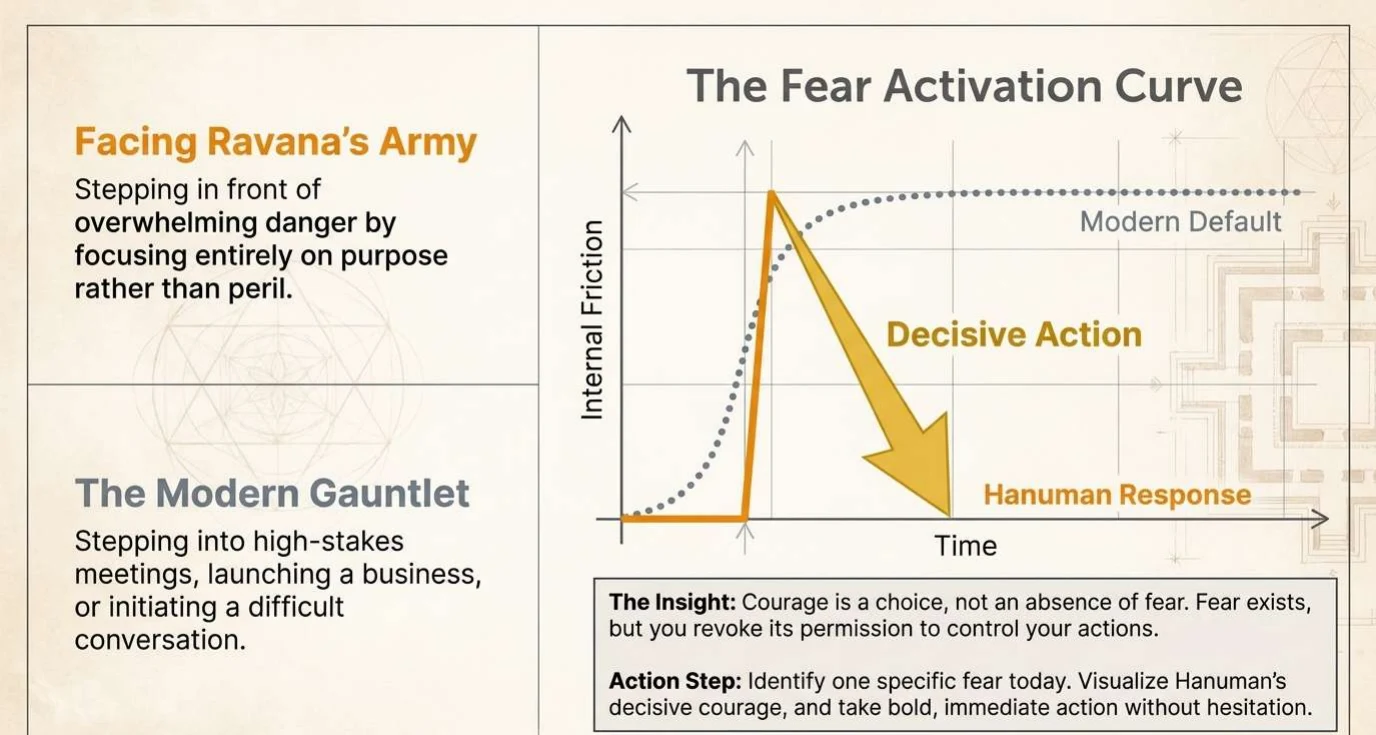 Facing Ravana's Army
Stepping in front of
overwhelming danger by
focusing entirely on purpose
rather than peril.
The Modern Gauntlet
Stepping into high-stakes
meetings, launching a business,
or initiating a difficult
conversation.
The Fear Activation Curve
Internal Friction
Modern Default
Decisive Action
Hanuman Response
Time
The Insight: Courage is a choice, not an absence of fear. Fear exists,
but you revoke its permission to control your actions.
Action Step: Identify one specific fear today. Visualize Hanuman's
decisive courage, and take bold, immediate action without hesitation.